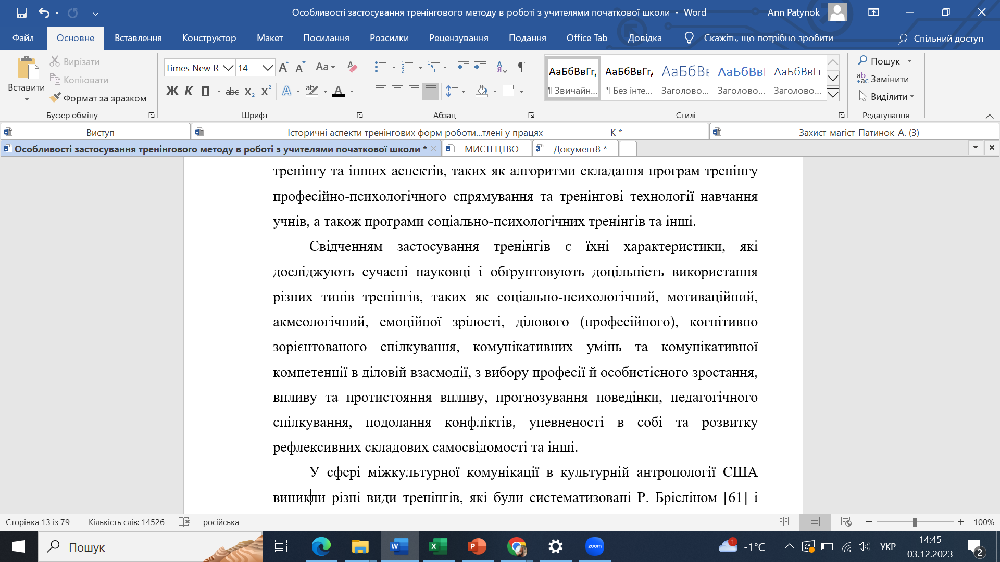 Особливості застосування тренінгового методу в роботі з учителями початкової школи - Word
Ann Patynok
Файл Основне Вставлення Конструктор Макет Посилання Розсилки Рецензування Подання Office Tab Довідка Скажіть, що потрібно зробити Спільний доступ
Вставити
Вирізати
Копіювати
Формат за зразком
Буфер обміну
Times New R 14
Шрифт
Абзац
АаБбВвГг, АаБбВвГг, АаБбВв АаБбВвІ АаБбВвГг
¶ Звичайн... ¶ Без інте... Заголово... Заголово... Заголово...
Стилі
Пошук
Замінити
Виділити
Редагування
Виступ Історичні аспекти тренінгових форм роботи...тлені у працях К * Захист_магіст_Патинок_А. (3)
Особливості застосування тренінгового методу в роботі з учителями початкової школи * МИСТЕЦТВО Документ8 *
тренінгу та інших аспектів, таких як алгоритми складання програм тренінгу
професійно-психологічного спрямування та тренінгові технології навчання
учнів, а також програми соціально-психологічних тренінгів та інші.
Свідченням застосування тренінгів є їхні характеристики, які
досліджують сучасні науковці і обґрунтовують доцільність використання
різних типів тренінгів, таких як соціально-психологічний, мотиваційний,
акмеологічний, емоційної зрілості, ділового (професійного), когнітивно
зорієнтованого спілкування, комунікативних умінь та комунікативної
компетенції в діловій взаємодії, з вибору професії й особистісного зростання,
впливу та протистояння впливу, прогнозування поведінки, педагогічного
спілкування, подолання конфліктів, упевненості в собі та розвитку
рефлексивних складових самосвідомості та інші.
У сфері міжкультурної комунікації в культурній антропології США
виникли різні види тренінгів, які були систематизовані Р. Брісліном [61] і
Сторінка 13 із 79 Кількість слів: 14526 російська 100%
Пошук
zoom
1
-1°C
УКР
14:45
03.12.2023
2